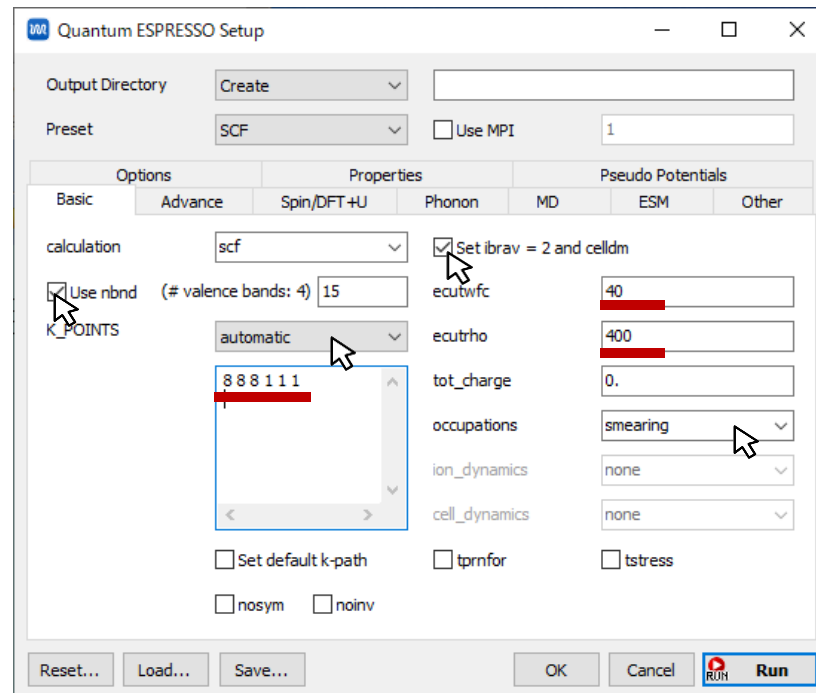 Quantum ESPRESSO Setup
Output Directory Create
Preset SCF Use MPI 1
Options Properties Pseudo Potentials
Basic Advance Spin/DFT+U Phonon MD ESM Other
calculation scf Set ibrav = 2 and celldm
Use nbnd (# valence bands: 4) 15 ecutwfc 40
K_POINTS automatic ecutrho 400
8 8 8 1 1 1 tot_charge 0.
occupations smearing
ion_dynamics none
cell_dynamics none
Set default k-path tprnfor tstress
nosym noinv
Reset... Load... Save... OK Cancel RUN Run